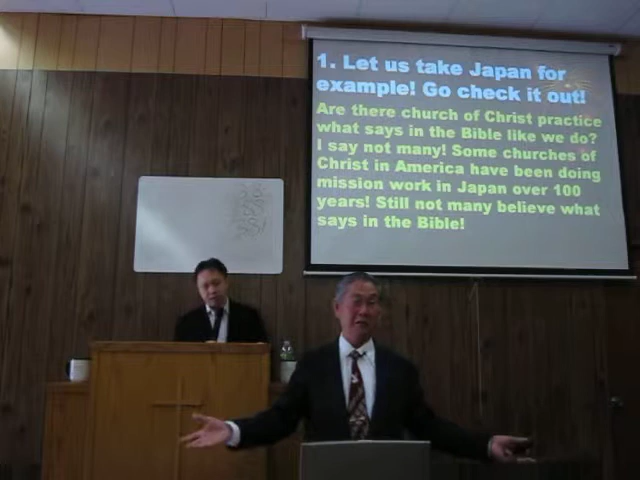 1. Let us take Japan for
example! Go check it out!
Are there church of Christ practice
what says in the Bible like we do?
I say not many! Some churches of
Christ in America have been doing
mission work in Japan over 100
years! Still not many believe what
says in the Bible!